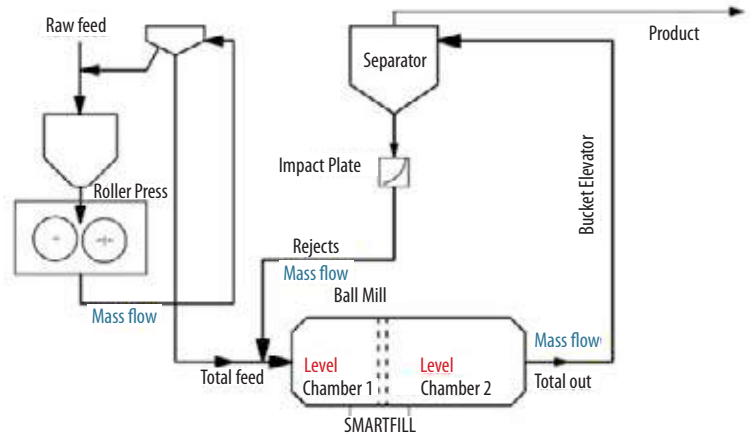 Raw feed
Product
Separator
Impact Plate
Bucket Elevator
Roller Press
Rejects
Mass flow
Ball Mill
Mass flow
Mass flow
Level
Level
Total feed
Chamber 1
Chamber 2
Total out
SMARTFILL